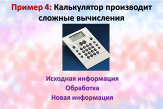 Пример 4: Калькулятор производит
сложные вычисления
Исходная информация
Обработка
Новая информация